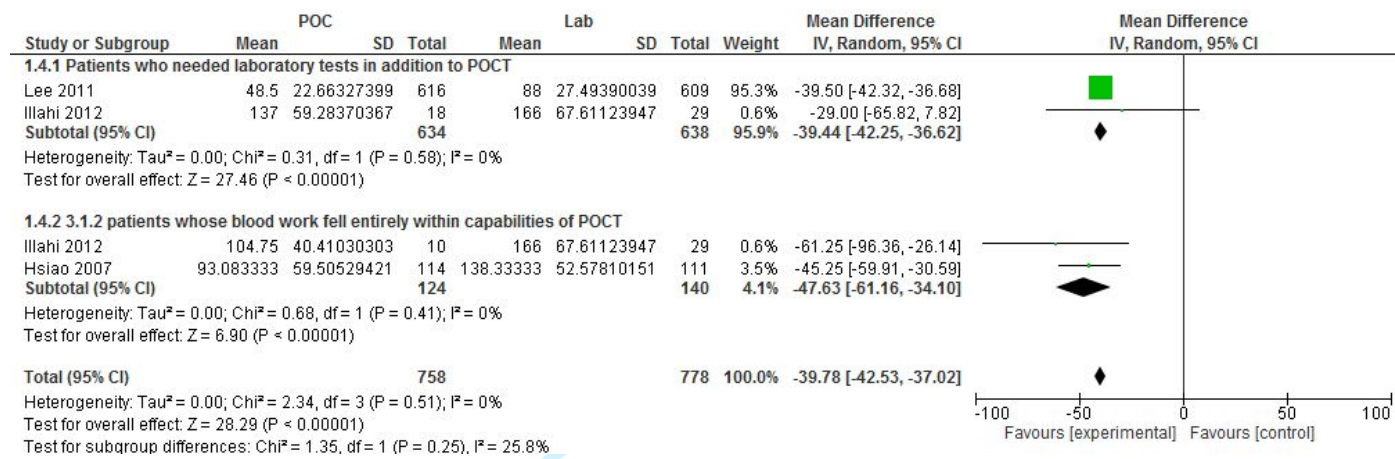 POC Lab Mean Difference Mean Difference
Study or Subgroup Mean SD Total Mean SD Total Weight IV, Random, 95% CI IV, Random, 95% CI
1.4.1 Patients who needed laboratory tests in addition to POCT
Lee 2011 48.5 22.66327399 616 88 27.49390039 609 95.3% -39.50 [-42.32, -36.68]
Illahi 2012 137 59.28370367 18 166 67.61123947 29 0.6% -29.00 [-65.82, 7.82]
Subtotal (95% CI) 634 638 95.9% -39.44 [-42.25, -36.62]
Heterogeneity: Tau² = 0.00; Chi² = 0.31, df = 1 (P = 0.58); I² = 0%
Test for overall effect: Z = 27.46 (P < 0.00001)
1.4.2 3.1.2 patients whose blood work fell entirely within capabilities of POCT
Illahi 2012 104.75 40.41030303 10 166 67.61123947 29 0.6% -61.25 [-96.36, -26.14]
Hsiao 2007 93.083333 59.50529421 114 138.33333 52.57810151 111 3.5% -45.25 [-59.91, -30.59]
Subtotal (95% CI) 124 140 4.1% -47.63 [-61.16, -34.10]
Heterogeneity: Tau² = 0.00; Chi² = 0.68, df = 1 (P = 0.41); I² = 0%
Test for overall effect: Z = 6.90 (P < 0.00001)
Total (95% CI) 758 778 100.0% -39.78 [-42.53, -37.02]
Heterogeneity: Tau² = 0.00; Chi² = 2.34, df = 3 (P = 0.51); I² = 0%
Test for overall effect: Z = 28.29 (P < 0.00001)
Test for subgroup differences: Chi² = 1.35, df = 1 (P = 0.25), I² = 25.8%
-100 -50 0 50 100
Favours [experimental] Favours [control]